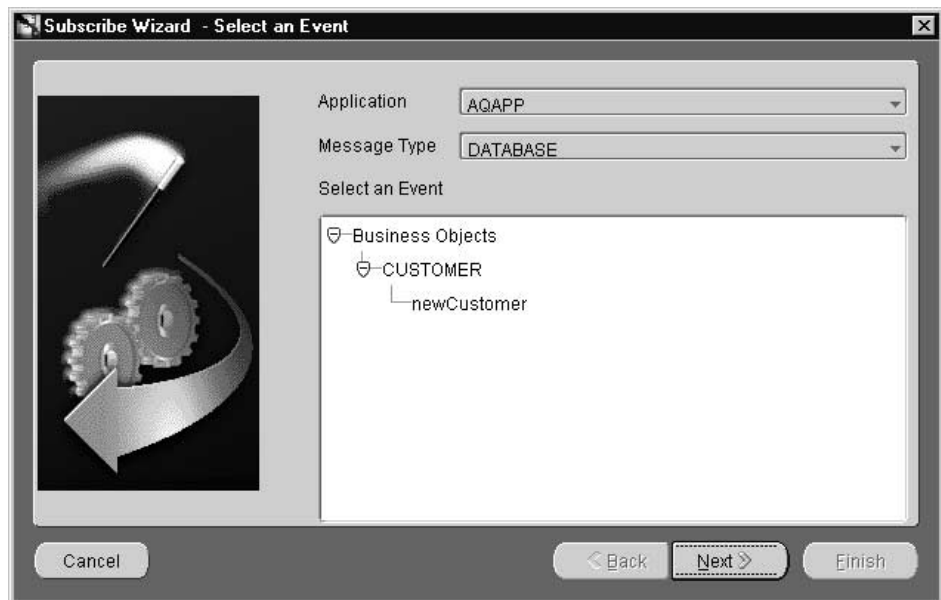 Subscribe Wizard - Select an Event
Application AQAPP
Message Type DATABASE
Select an Event
Business Objects
CUSTOMER
newCustomer
Cancel Back Next Finish